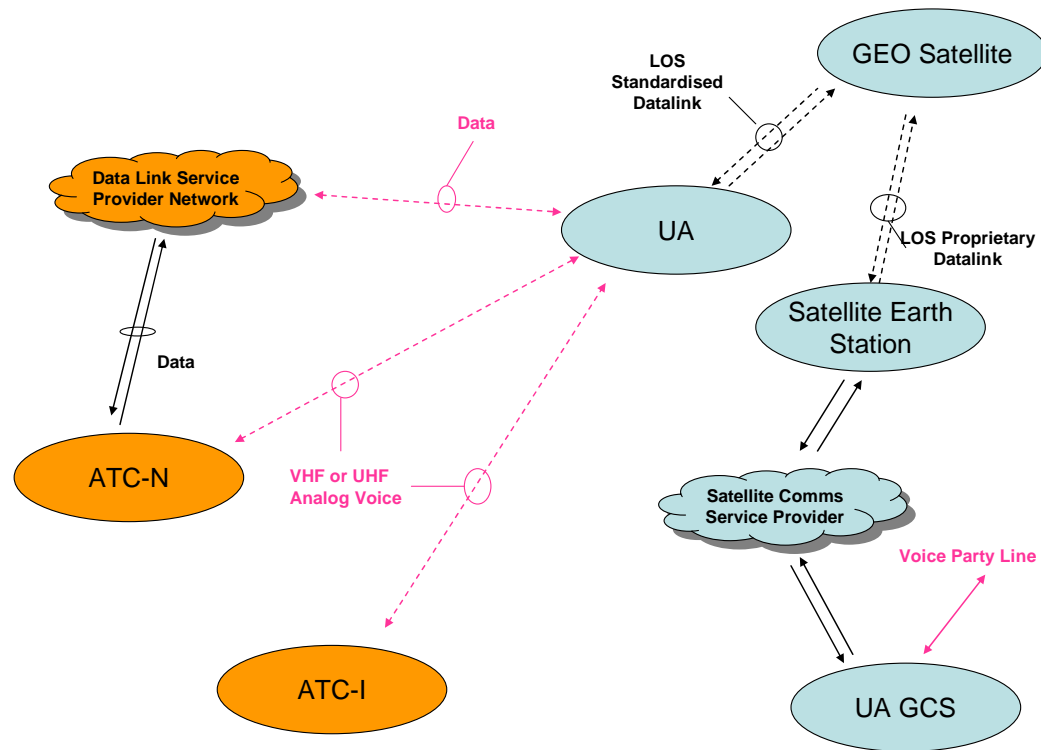 GEO Satellite
LOS
Standardised
Datalink
Data
Data Link Service
Provider Network
UA
LOS Proprietary
Datalink
Satellite Earth
Station
Data
ATC-N
VHF or UHF
Analog Voice
Satellite Comms
Service Provider
Voice Party Line
ATC-I
UA GCS